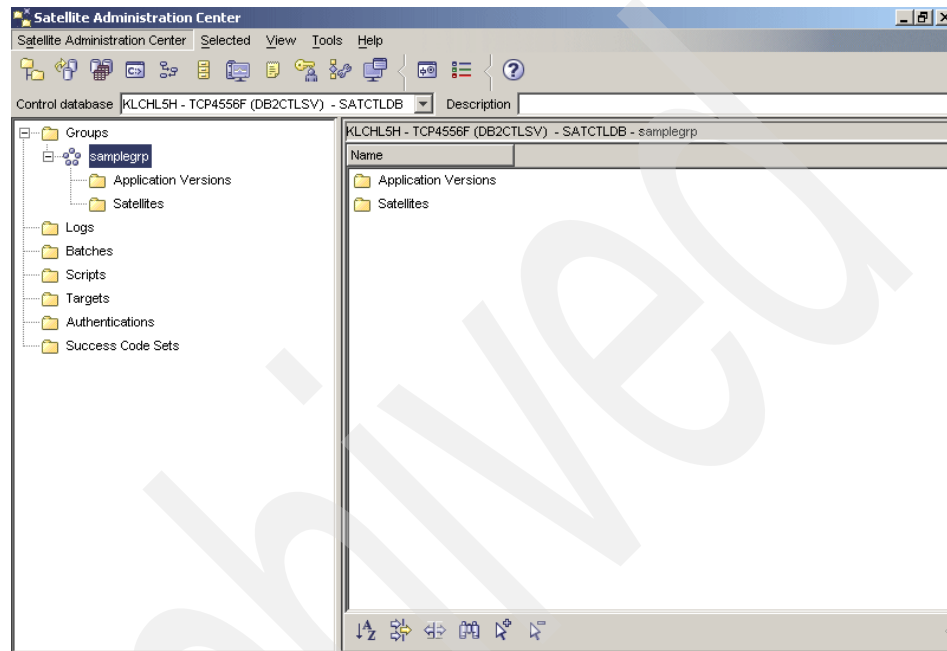 Satellite Administration Center
Satellite Administration Center Selected View Tools Help
Control database KLCHL5H - TCP4556F (DB2CTLSV) - SATCTLDB Description
Groups
samplegrp
Application Versions
Satellites
Logs
Batches
Scripts
Targets
Authentications
Success Code Sets
KLCHL5H - TCP4556F (DB2CTLSV) - SATCTLDB - samplegrp
Name
Application Versions
Satellites